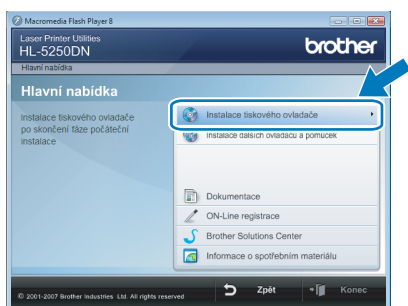 Macromedia Flash Player 8
Laser Printer Utilities
HL-5250DN
brother
Hlavní nabídka
Hlavní nabídka
Instalace tiskového ovladače
po skončení fáze počáteční
instalace
Instalace tiskového ovladače
Instalace dalších ovladačů a pomůcek
Dokumentace
ON-Line registrace
Brother Solutions Center
Informace o spotřebním materiálu
© 2001-2007 Brother Industries Ltd. All rights reserved
Zpět
Konec